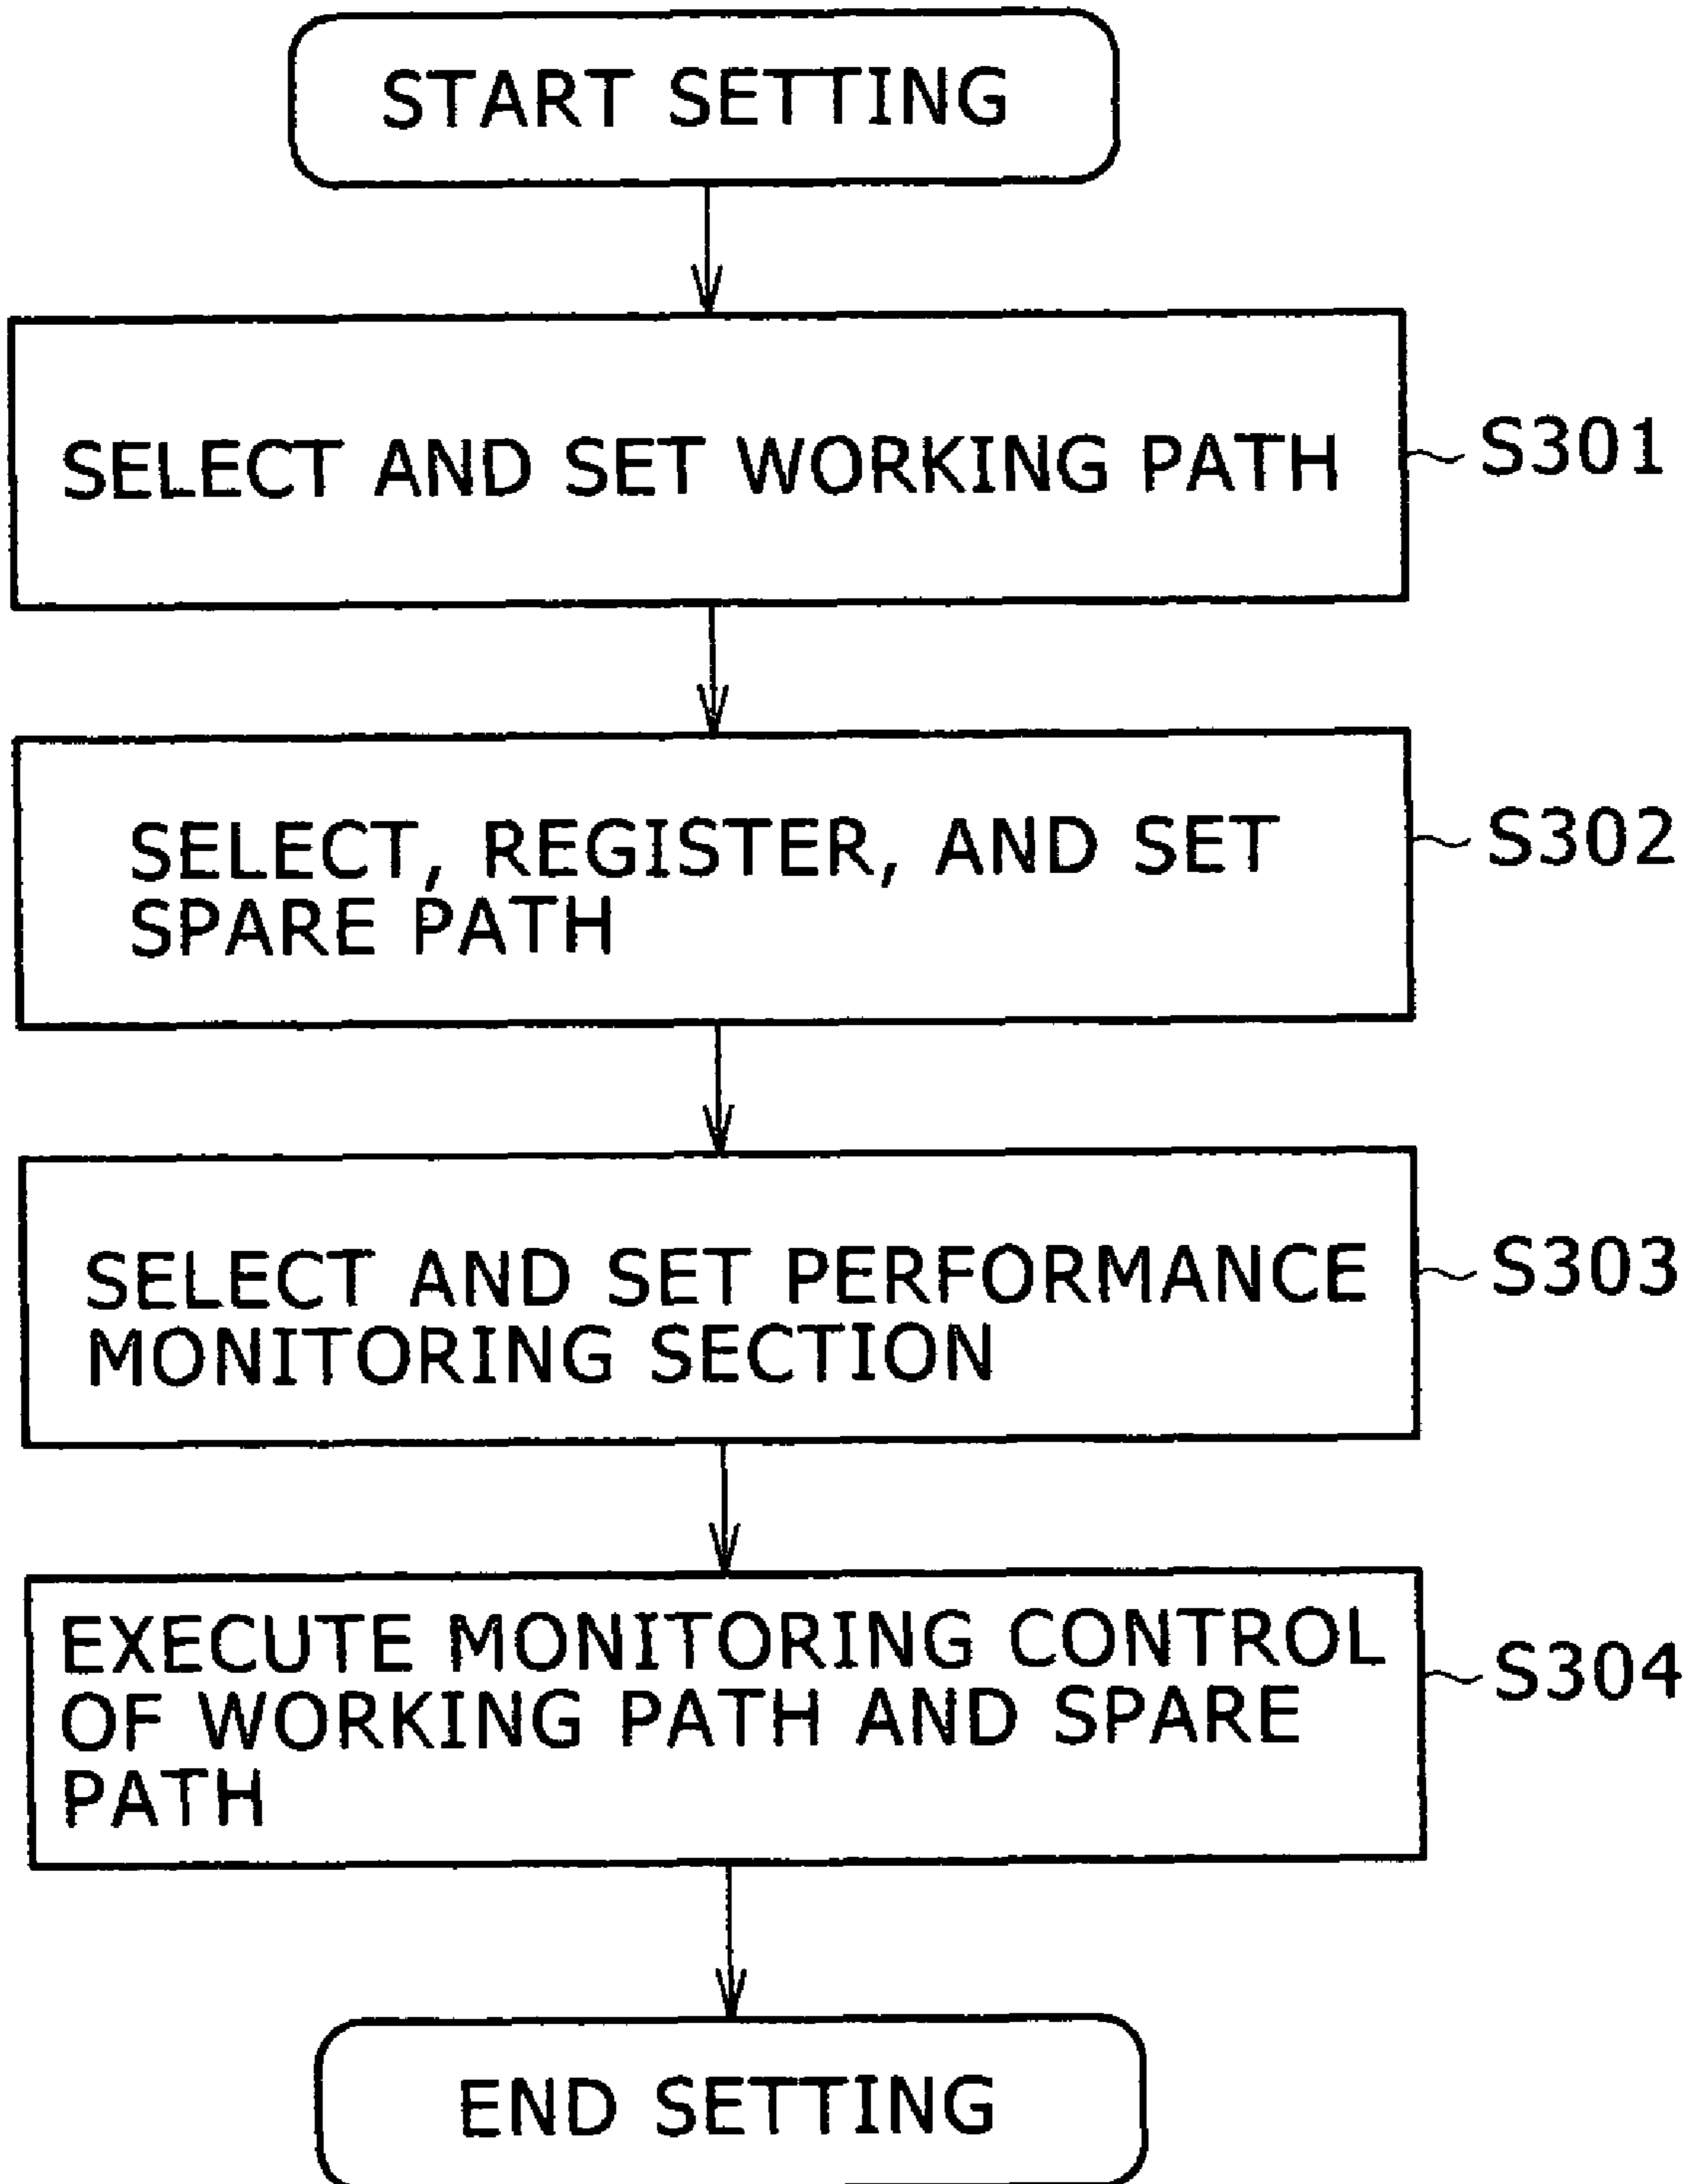 START SETTING
SELECT AND SET WORKING PATH
S301
SELECT, REGISTER, AND SET
SPARE PATH
S302
SELECT AND SET PERFORMANCE
MONITORING SECTION
S303
EXECUTE MONITORING CONTROL
OF WORKING PATH AND SPARE
PATH
S304
END SETTING